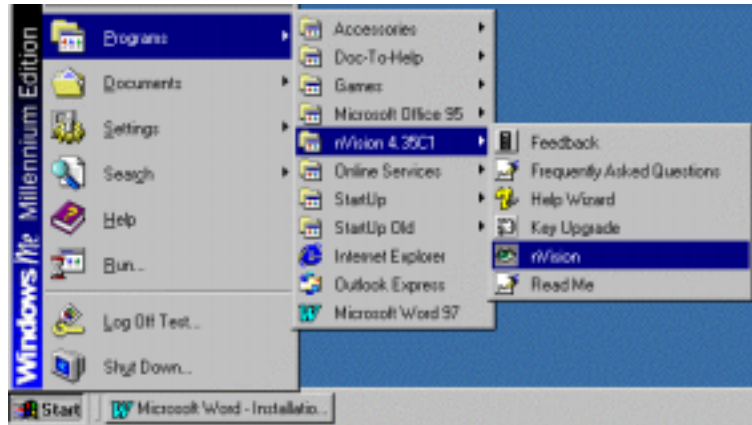 Windows Me Millennium Edition
Programs
Documents
Settings
Search
Help
Run...
Log Off Test...
Shut Down...
Accessories
Doc-To-Help
Games
Microsoft Office 95
nVision 4.35C1
Online Services
StartUp
StartUp Old
Internet Explorer
Outlook Express
Microsoft Word 97
Feedback
Frequently Asked Questions
Help Wizard
Key Upgrade
nVision
Read Me
Start
Microsoft Word - Installatio...